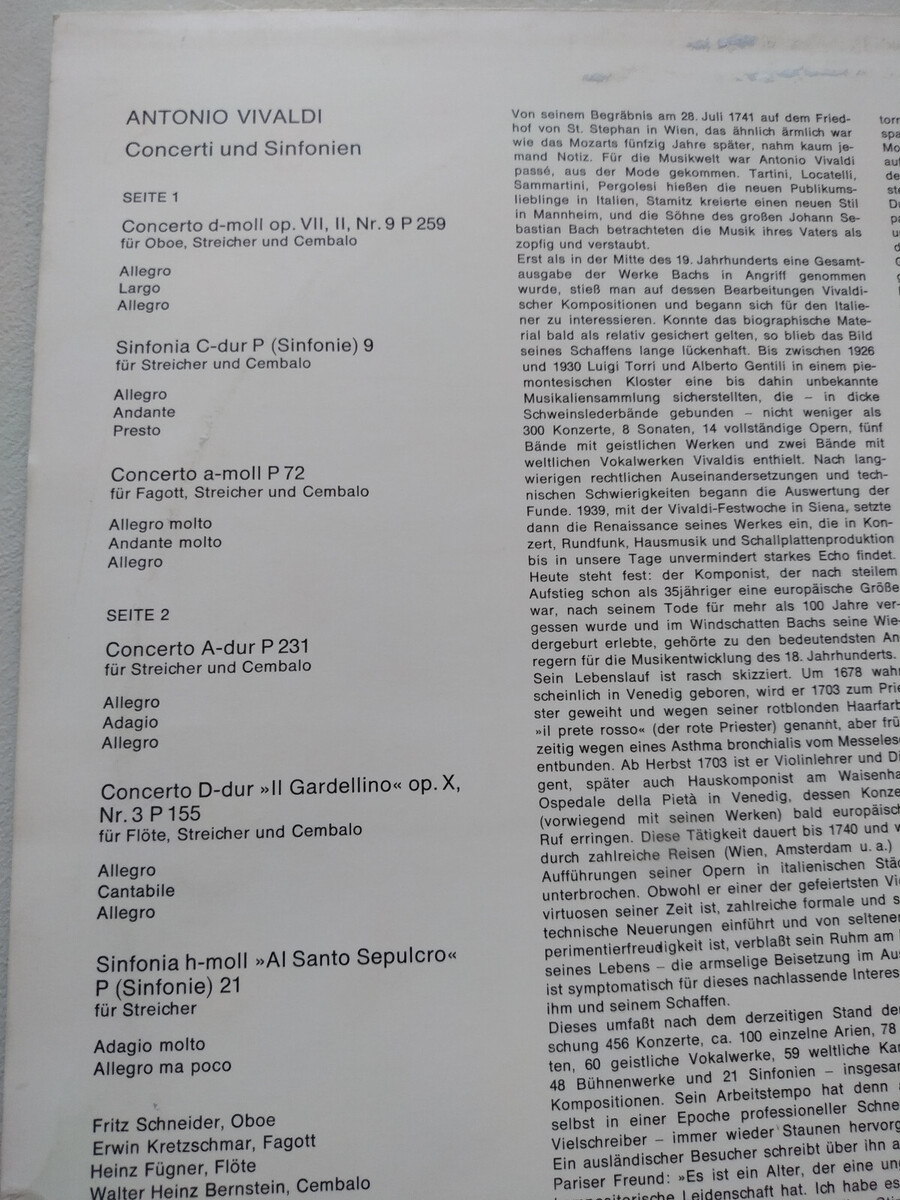 ANTONIO VIVALDI
Concerti und Sinfonien
SEITE 1
Concerto d-moll op. VII, II, Nr. 9 P 259
für Oboe, Streicher und Cembalo
Allegro
Largo
Allegro
Sinfonia C-dur P (Sinfonie) 9
für Streicher und Cembalo
Allegro
Andante
Presto
Concerto a-moll P 72
für Fagott, Streicher und Cembalo
Allegro molto
Andante molto
Allegro
SEITE 2
Concerto A-dur P 231
für Streicher und Cembalo
Allegro
Adagio
Allegro
Concerto D-dur »Il Gardellino« op. X,
Nr. 3 P 155
für Flöte, Streicher und Cembalo
Allegro
Cantabile
Allegro
Sinfonia h-moll »Al Santo Sepulcro«
P (Sinfonie) 21
für Streicher
Adagio molto
Allegro ma poco
Fritz Schneider, Oboe
Erwin Kretzschmar, Fagott
Heinz Fügner, Flöte
Walter Heinz Bernstein, Cembalo
Von seinem Begräbnis am 28. Juli 1741 auf dem Fried-
hof von St. Stephan in Wien, das ähnlich ärmlich war
wie das Mozarts fünfzig Jahre später, nahm kaum je-
mand Notiz. Für die Musikwelt war Antonio Vivaldi
passé, aus der Mode gekommen. Tartini, Locatelli,
Sammartini, Pergolesi hießen die neuen Publikums-
lieblinge in Italien, Stamitz kreierte einen neuen Stil
in Mannheim, und die Söhne des großen Johann Se-
bastian Bach betrachteten die Musik ihres Vaters als
zopfig und verstaubt.
Erst als in der Mitte des 19. Jahrhunderts eine Gesamt-
ausgabe der Werke Bachs in Angriff genommen
wurde, stieß man auf dessen Bearbeitungen Vivaldi-
scher Kompositionen und begann sich für den Italie-
ner zu interessieren. Konnte das biographische Mate-
rial bald als relativ gesichert gelten, so blieb das Bild
seines Schaffens lange lückenhaft. Bis zwischen 1926
und 1930 Luigi Torri und Alberto Gentili in einem pie-
montesischen Kloster eine bis dahin unbekannte
Musikaliensammlung sicherstellten, die – in dicke
Schweinslederbände gebunden – nicht weniger als
300 Konzerte, 8 Sonaten, 14 vollständige Opern, fünf
Bände mit geistlichen Werken und zwei Bände mit
weltlichen Vokalwerken Vivaldis enthielt. Nach lang-
wierigen rechtlichen Auseinandersetzungen und tech-
nischen Schwierigkeiten begann die Auswertung der
Funde. 1939, mit der Vivaldi-Festwoche in Siena, setzte
dann die Renaissance seines Werkes ein, die in Kon-
zert, Rundfunk, Hausmusik und Schallplattenproduktion
bis in unsere Tage unvermindert starkes Echo findet.
Heute steht fest: der Komponist, der nach steilem
Aufstieg schon als 35jähriger eine europäische Größe
war, nach seinem Tode für mehr als 100 Jahre ver-
gessen wurde und im Windschatten Bachs seine Wie-
dergeburt erlebte, gehörte zu den bedeutendsten An-
regern für die Musikentwicklung des 18. Jahrhunderts.
Sein Lebenslauf ist rasch skizziert. Um 1678 wahr
scheinlich in Venedig geboren, wird er 1703 zum Prie
ster geweiht und wegen seiner rotblonden Haarfarb
»il prete rosso« (der rote Priester) genannt, aber frü
zeitig wegen eines Asthma bronchialis vom Messeles
entbunden. Ab Herbst 1703 ist er Violinlehrer und Di
gent, später auch Hauskomponist am Waisenha
Ospedale della Pietà in Venedig, dessen Konze
(vorwiegend mit seinen Werken) bald europäisch
Ruf erringen. Diese Tätigkeit dauert bis 1740 und w
durch zahlreiche Reisen (Wien, Amsterdam u. a.)
Aufführungen seiner Opern in italienischen Städ
unterbrochen. Obwohl er einer der gefeiertsten Vi
virtuosen seiner Zeit ist, zahlreiche formale und s
technische Neuerungen einführt und von seltener
perimentierfreudigkeit ist, verblaßt sein Ruhm am
seines Lebens – die armselige Beisetzung im Au
ist symptomatisch für dieses nachlassende Interes
ihm und seinem Schaffen.
Dieses umfaßt nach dem derzeitigen Stand de
schung 456 Konzerte, ca. 100 einzelne Arien, 78
ten, 60 geistliche Vokalwerke, 59 weltliche Ka
48 Bühnenwerke und 21 Sinfonien – insgesa
Kompositionen. Sein Arbeitstempo hat denn
selbst in einer Epoche professioneller Schne
Vielschreiber – immer wieder Staunen hervorg
Ein ausländischer Besucher schreibt über ihn a
Pariser Freund: »Es ist ein Alter, der eine un
kompositorische Leidenschaft hat. Ich habe es